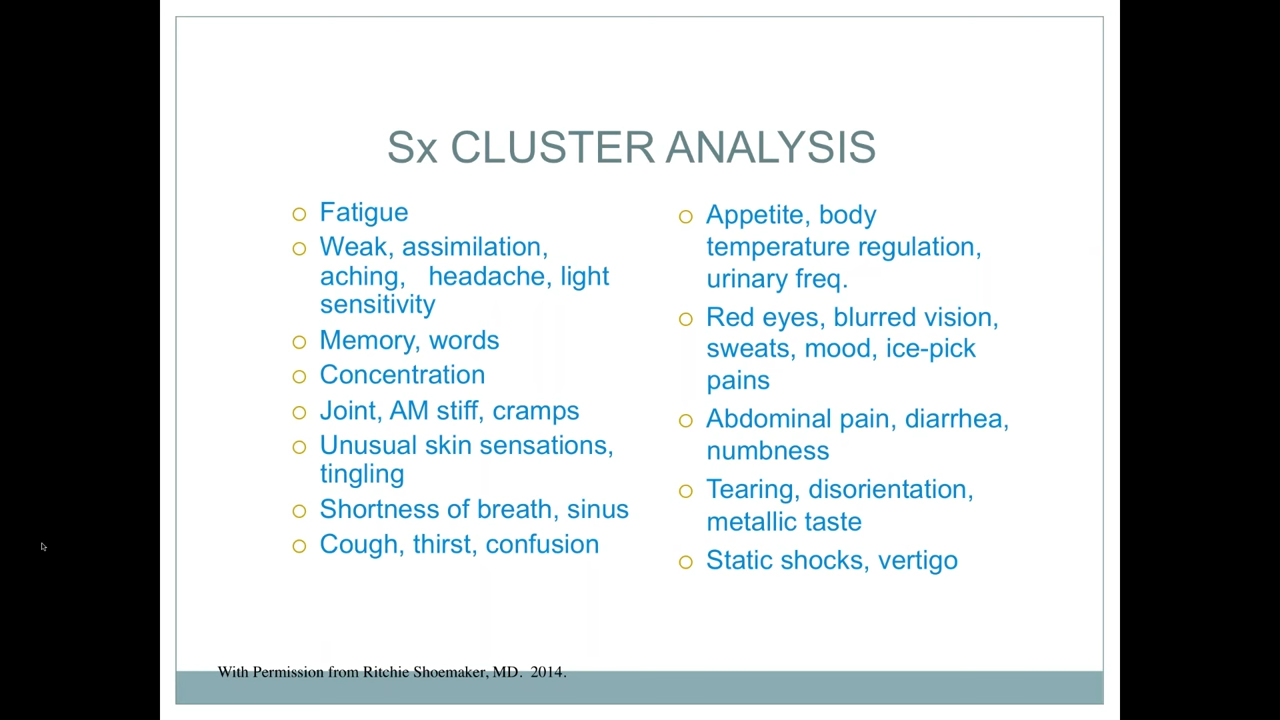 Sx CLUSTER ANALYSIS
Fatigue
Weak, assimilation,
aching, headache, light
sensitivity
Memory, words
Concentration
Joint, AM stiff, cramps
Unusual skin sensations,
tingling
Shortness of breath, sinus
Cough, thirst, confusion
Appetite, body
temperature regulation,
urinary freq.
Red eyes, blurred vision,
sweats, mood, ice-pick
pains
Abdominal pain, diarrhea,
numbness
Tearing, disorientation,
metallic taste
Static shocks, vertigo
With Permission from Ritchie Shoemaker, MD. 2014.